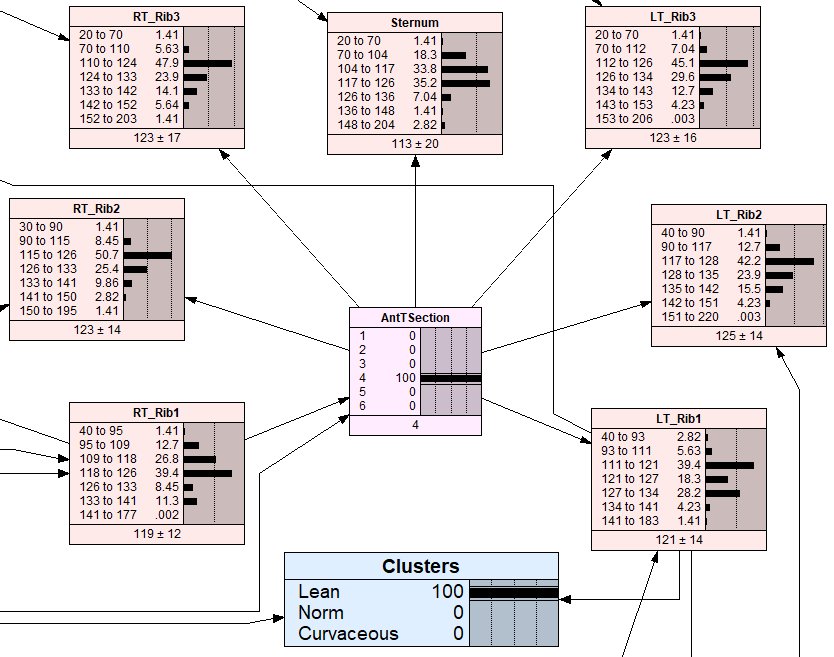 RT_Rib3
20 to 70 1.41
70 to 110 5.63
110 to 124 47.9
124 to 133 23.9
133 to 142 14.1
142 to 152 5.64
152 to 203 1.41
123 ± 17
Sternum
20 to 70 1.41
70 to 104 18.3
104 to 117 33.8
117 to 126 35.2
126 to 136 7.04
136 to 148 1.41
148 to 204 2.82
113 ± 20
LT_Rib3
20 to 70 1.41
70 to 112 7.04
112 to 126 45.1
126 to 134 29.6
134 to 143 12.7
143 to 153 4.23
153 to 206 .003
123 ± 16
RT_Rib2
30 to 90 1.41
90 to 115 8.45
115 to 126 50.7
126 to 133 25.4
133 to 141 9.86
141 to 150 2.82
150 to 195 1.41
123 ± 14
LT_Rib2
40 to 90 1.41
90 to 117 12.7
117 to 128 42.2
128 to 135 23.9
135 to 142 15.5
142 to 151 4.23
151 to 220 .003
125 ± 14
AntTSection
1 0
2 0
3 0
4 100
5 0
6 0
4
RT_Rib1
40 to 95 1.41
95 to 109 12.7
109 to 118 26.8
118 to 126 39.4
126 to 133 8.45
133 to 141 11.3
141 to 177 .002
119 ± 12
LT_Rib1
40 to 93 2.82
93 to 111 5.63
111 to 121 39.4
121 to 127 18.3
127 to 134 28.2
134 to 141 4.23
141 to 183 1.41
121 ± 14
Clusters
Lean 100
Norm 0
Curvaceous 0